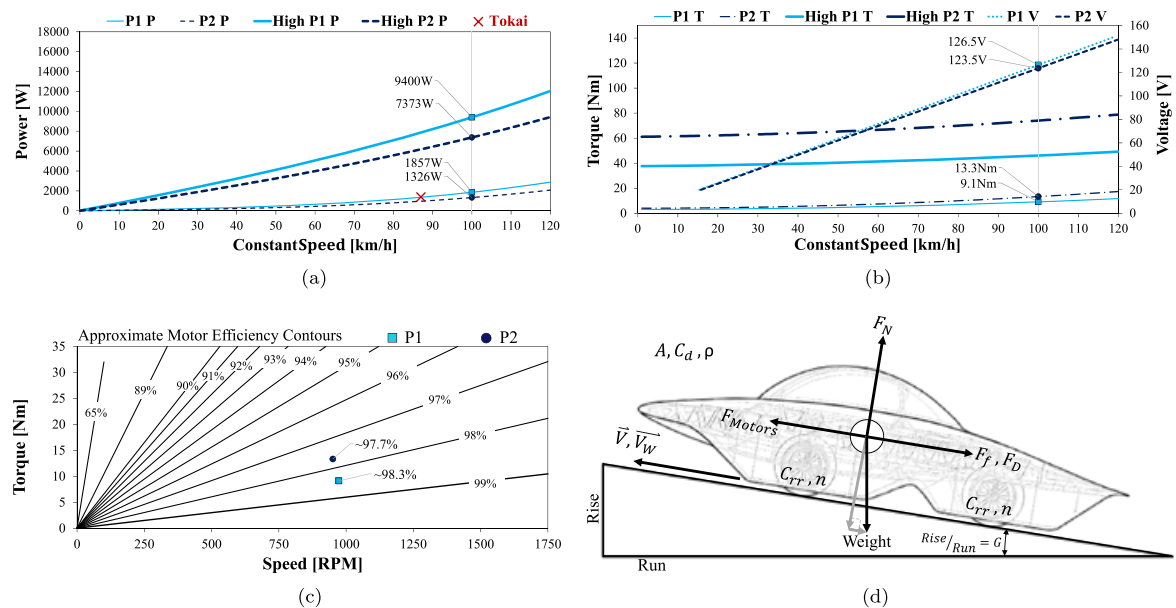 P1 P P2 P High P1 P High P2 P Tokai
18000
16000
14000
12000
10000
8000
6000
4000
2000
0
Power [W]
9400W
7373W
1857W
1326W
0 10 20 30 40 50 60 70 80 90 100 110 120
ConstantSpeed [km/h]
(a)
P1 T P2 T High P1 T High P2 T P1 V P2 V
140
120
100
80
60
40
20
0
Torque [Nm]
160
140
120
100
80
60
40
20
0
Voltage [V]
126.5V
123.5V
13.3Nm
9.1Nm
0 10 20 30 40 50 60 70 80 90 100 110 120
ConstantSpeed [km/h]
(b)
Approximate Motor Efficiency Contours P1 P2
35
30
25
20
15
10
5
0
Torque [Nm]
65%
89%
90%
91%
92%
93%
94%
95%
96%
97%
98%
99%
~97.7%
~98.3%
0 250 500 750 1000 1250 1500 1750
Speed [RPM]
(c)
F_N
A, C_d, ρ
F_Motors
V, V_W
F_f, F_D
C_rr, n
C_rr, n
Rise
Weight
Rise/Run = G
Run
(d)